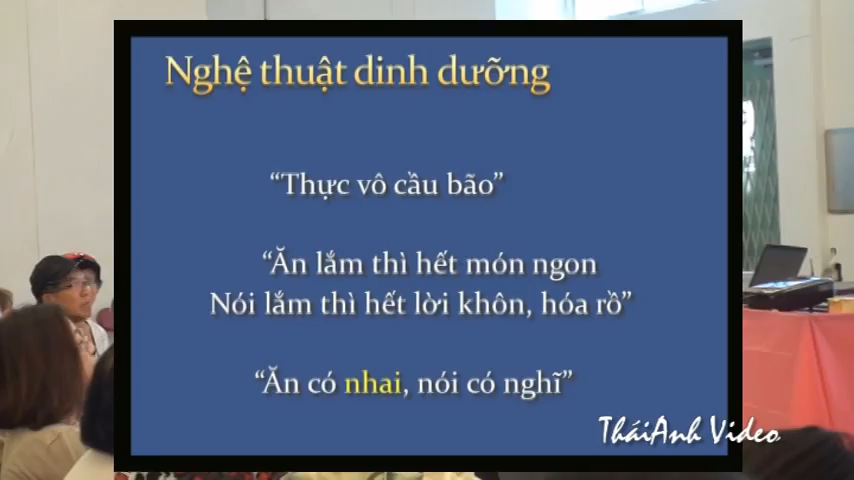 Nghệ thuật dinh dưỡng
“Thực vô cầu bão”
“Ăn lắm thì hết món ngon
Nói lắm thì hết lời khôn, hóa rồ”
“Ăn có nhai, nói có nghĩ”
TháiAnh Video